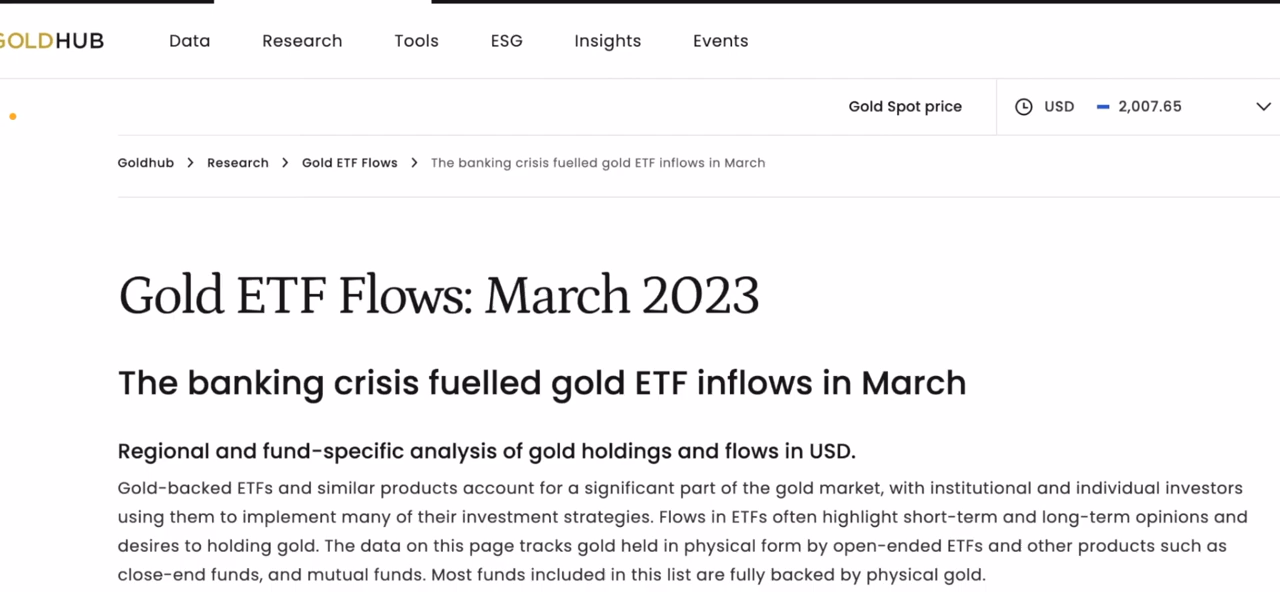 GOLDHUB Data Research Tools ESG Insights Events
Gold Spot price USD 2,007.65
Goldhub > Research > Gold ETF Flows > The banking crisis fuelled gold ETF inflows in March
Gold ETF Flows: March 2023
The banking crisis fuelled gold ETF inflows in March
Regional and fund-specific analysis of gold holdings and flows in USD.
Gold-backed ETFs and similar products account for a significant part of the gold market, with institutional and individual investors
using them to implement many of their investment strategies. Flows in ETFs often highlight short-term and long-term opinions and
desires to holding gold. The data on this page tracks gold held in physical form by open-ended ETFs and other products such as
close-end funds, and mutual funds. Most funds included in this list are fully backed by physical gold.